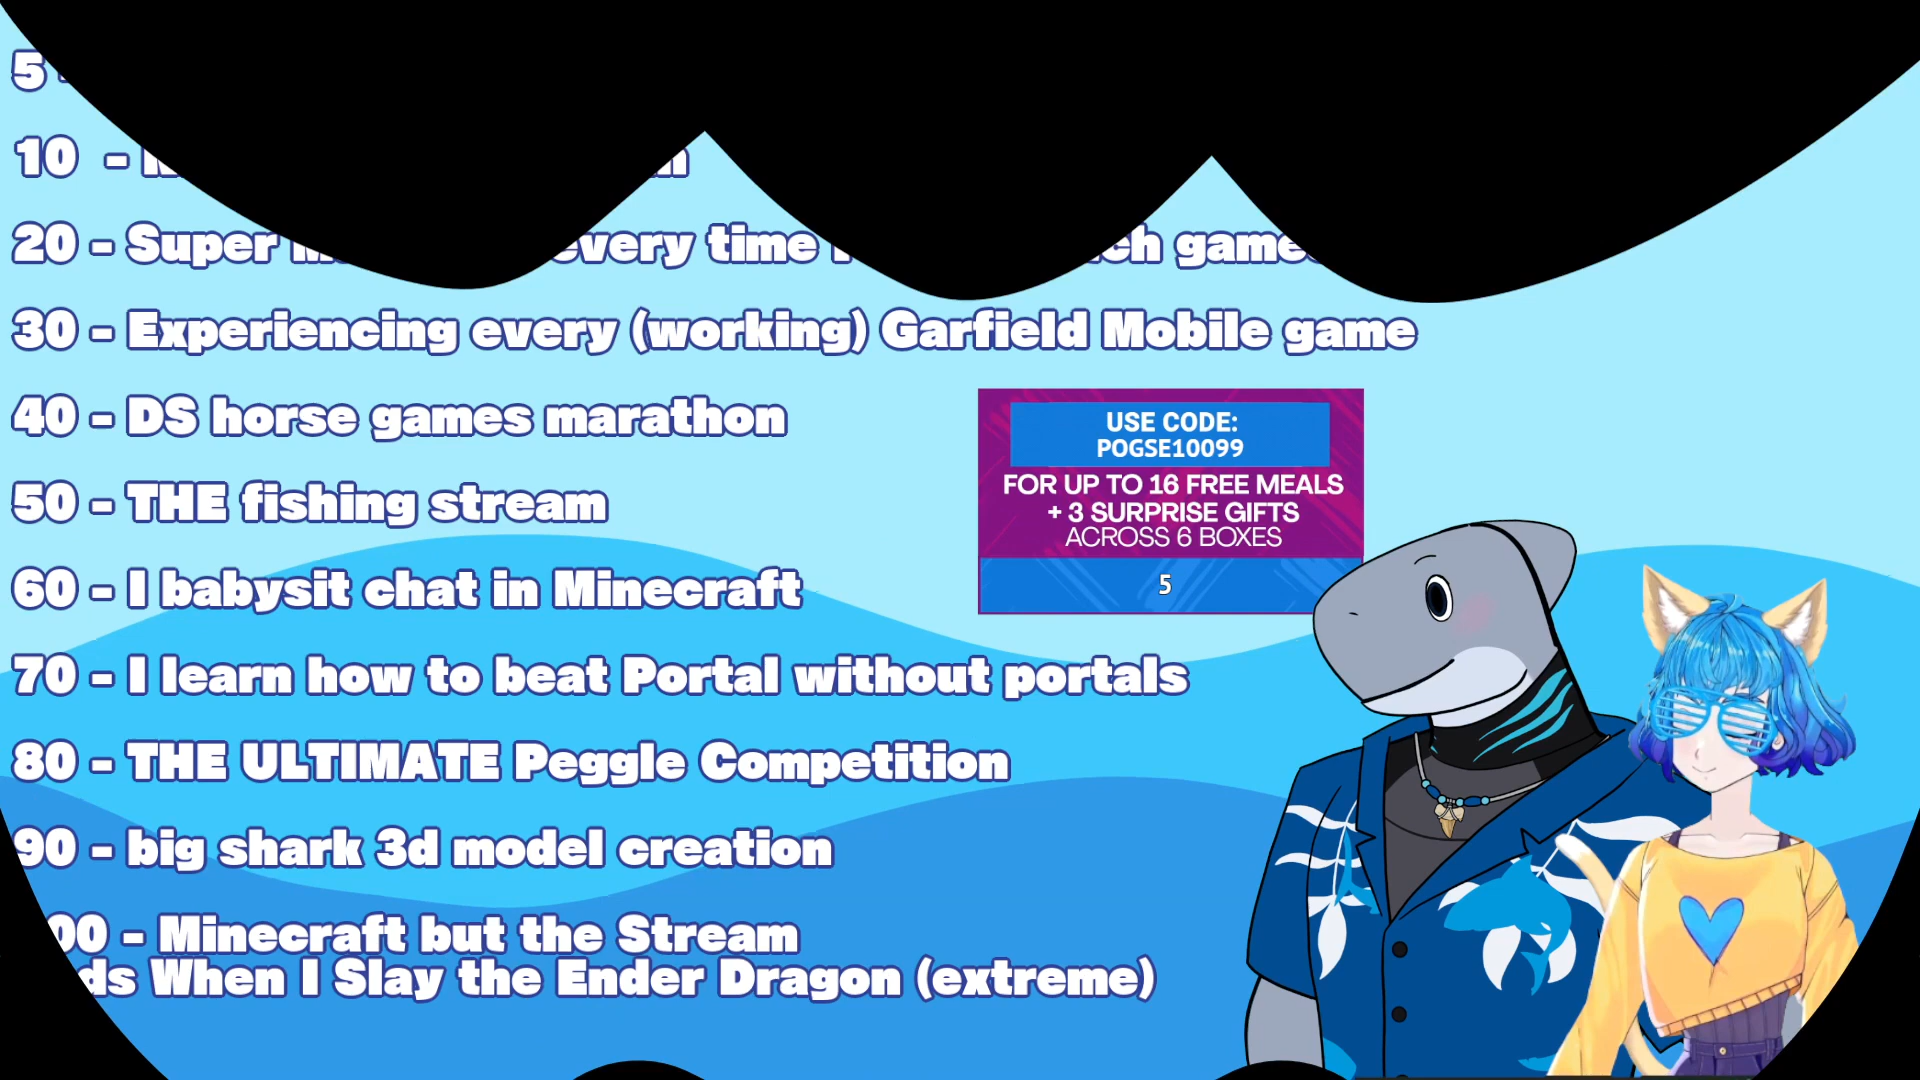 5
10 -
20 - Super every time game
30 - Experiencing every (working) Garfield Mobile game
40 - DS horse games marathon
50 - THE fishing stream
60 - I babysit chat in Minecraft
70 - I learn how to beat Portal without portals
80 - THE ULTIMATE Peggle Competition
90 - big shark 3d model creation
00 - Minecraft but the Stream
ds When I Slay the Ender Dragon (extreme)
USE CODE:
POGSE10099
FOR UP TO 16 FREE MEALS
+ 3 SURPRISE GIFTS
ACROSS 6 BOXES
5